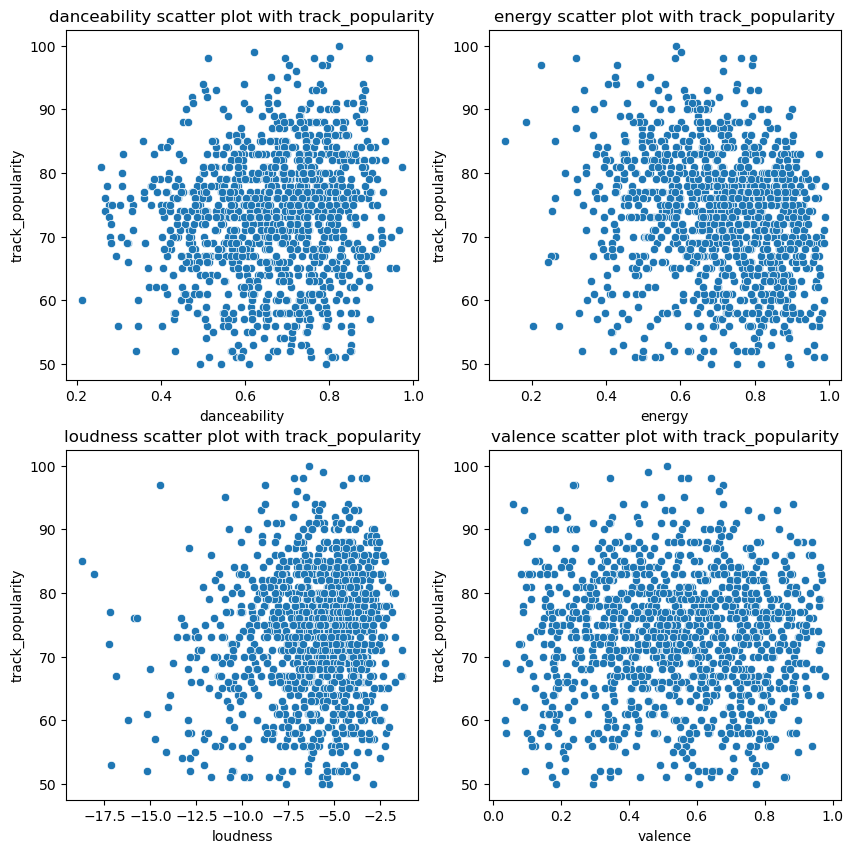 danceability scatter plot with track_popularity
energy scatter plot with track_popularity
100
90
80
70
60
50
track_popularity
0.2 0.4 0.6 0.8 1.0
danceability
100
90
80
70
60
50
track_popularity
0.2 0.4 0.6 0.8 1.0
energy
loudness scatter plot with track_popularity
valence scatter plot with track_popularity
100
90
80
70
60
50
track_popularity
−17.5 −15.0 −12.5 −10.0 −7.5 −5.0 −2.5
loudness
100
90
80
70
60
50
track_popularity
0.0 0.2 0.4 0.6 0.8 1.0
valence